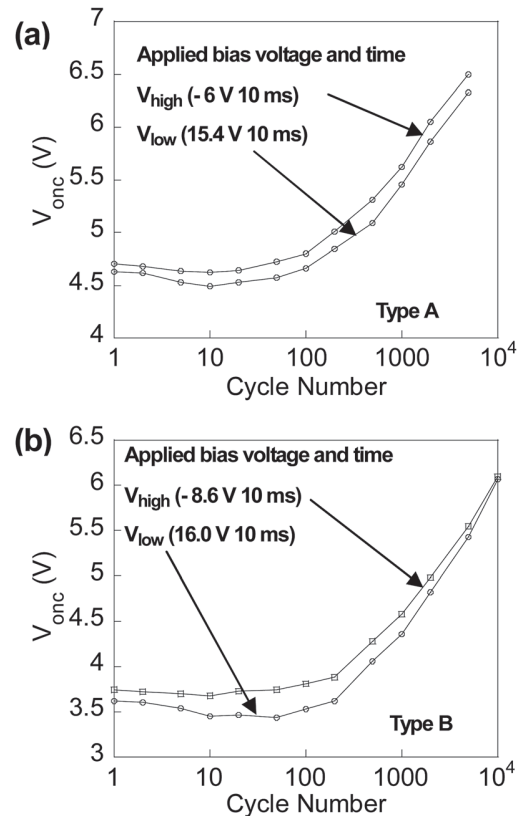 (a)
7
6.5
6
5.5
5
4.5
4
V_onc (V)
Applied bias voltage and time
V_high (- 6 V 10 ms)
V_low (15.4 V 10 ms)
Type A
1
10
100
1000
10^4
Cycle Number
(b)
6.5
6
5.5
5
4.5
4
3.5
3
V_onc (V)
Applied bias voltage and time
V_high (- 8.6 V 10 ms)
V_low (16.0 V 10 ms)
Type B
1
10
100
1000
10^4
Cycle Number